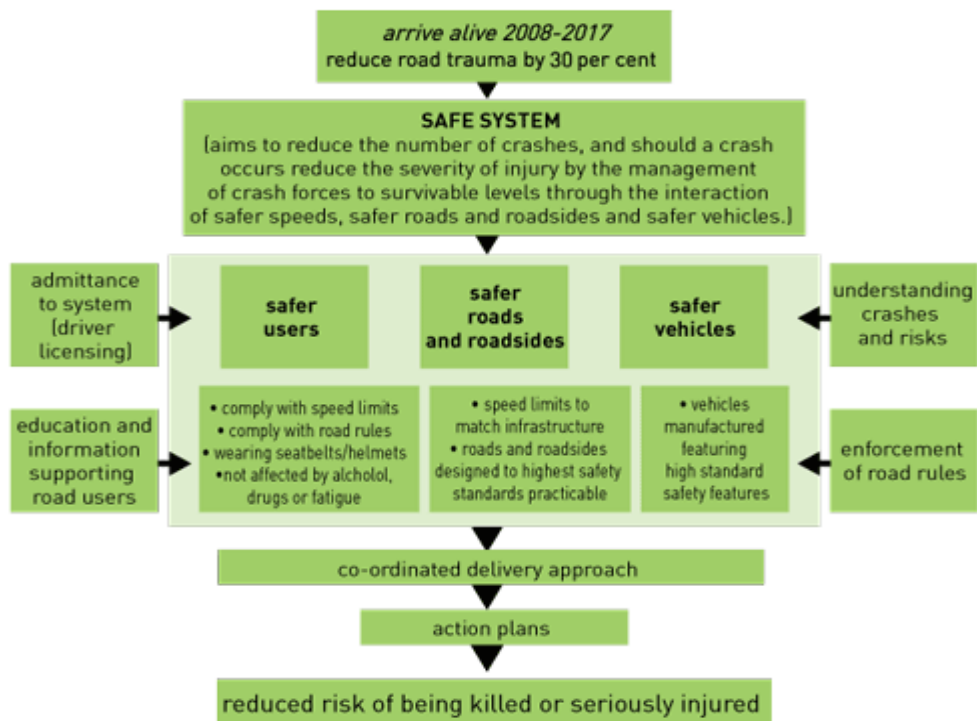 arrive alive 2008-2017
reduce road trauma by 30 per cent
SAFE SYSTEM
(aims to reduce the number of crashes, and should a crash
occurs reduce the severity of injury by the management
of crash forces to survivable levels through the interaction
of safer speeds, safer roads and roadsides and safer vehicles.)
admittance
to system
(driver
licensing)
safer
users
safer
roads
and roadsides
safer
vehicles
understanding
crashes
and risks
education and
information
supporting
road users
• comply with speed limits
• comply with road rules
• wearing seatbelts/helmets
•not affected by alcholol,
drugs or fatigue
• speed limits to
match infrastructure
• roads and roadsides
designed to highest safety
standards practicable
• vehicles
manufactured
featuring
high standard
safety features
enforcement
of road rules
co-ordinated delivery approach
action plans
reduced risk of being killed or seriously injured